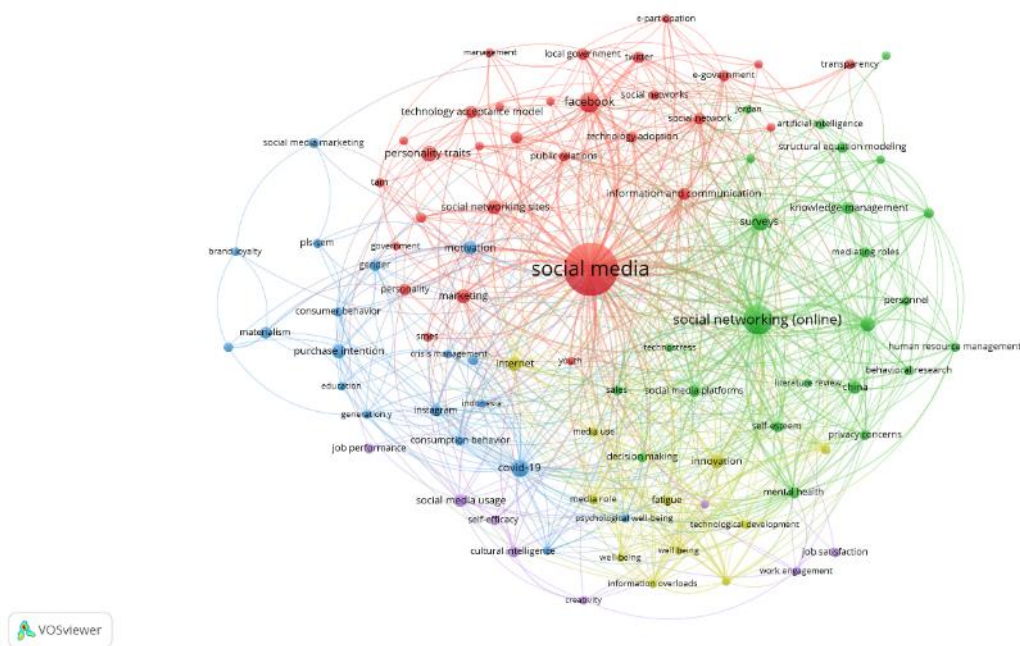 e-participation
management
local government
twitter
transparency
e-government
social networks
facebook
technology acceptance model
jordan
social network
artificial intelligence
technology adoption
social media marketing
structural equation modeling
personality traits
public relations
tam
information and communication
social networking sites
knowledge management
surveys
government
motivation
pls-sem
brand loyalty
mediating roles
gender
social media
personality
marketing
personnel
consumer behavior
social networking (online)
materialism
smes
human resource management
technostress
purchase intention
crisis management
internet
youth
behavioral research
education
sales
social media platforms
literature review
china
indonesia
generation y
instagram
self-esteem
media use
privacy concerns
consumption behavior
job performance
decision making
innovation
covid-19
mental health
social media usage
media role
fatigue
self-efficacy
psychological well-being
technological development
cultural intelligence
wellbeing
well being
job satisfaction
work engagement
information overloads
creativity
VOSviewer